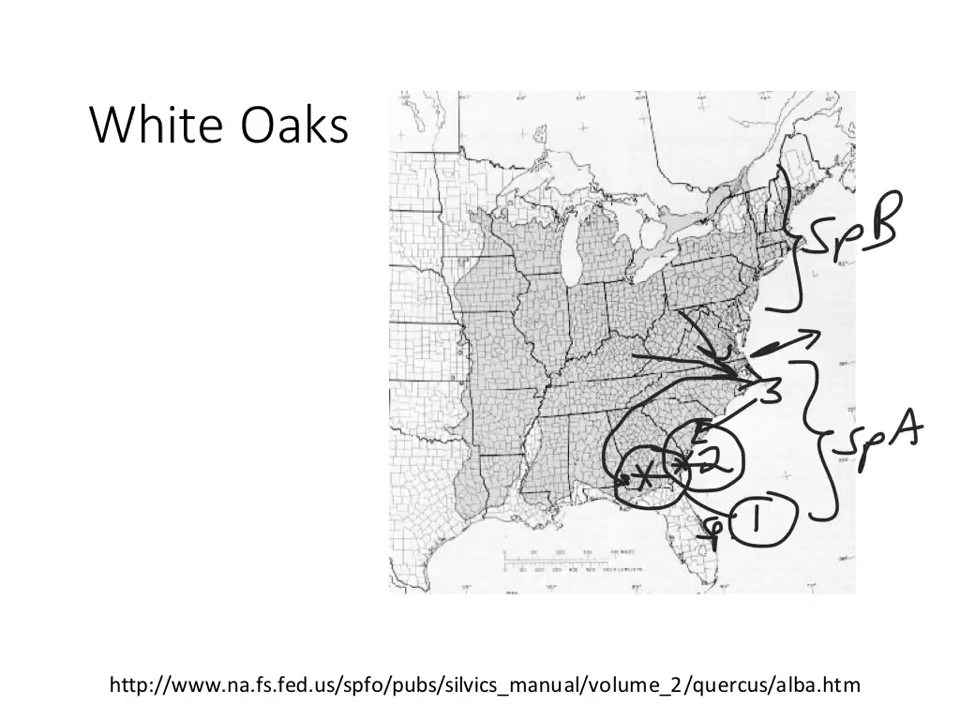 White Oaks
SpB
3
SpA
2
Sp 1
http://www.na.fs.fed.us/spfo/pubs/silvics_manual/volume_2/quercus/alba.htm